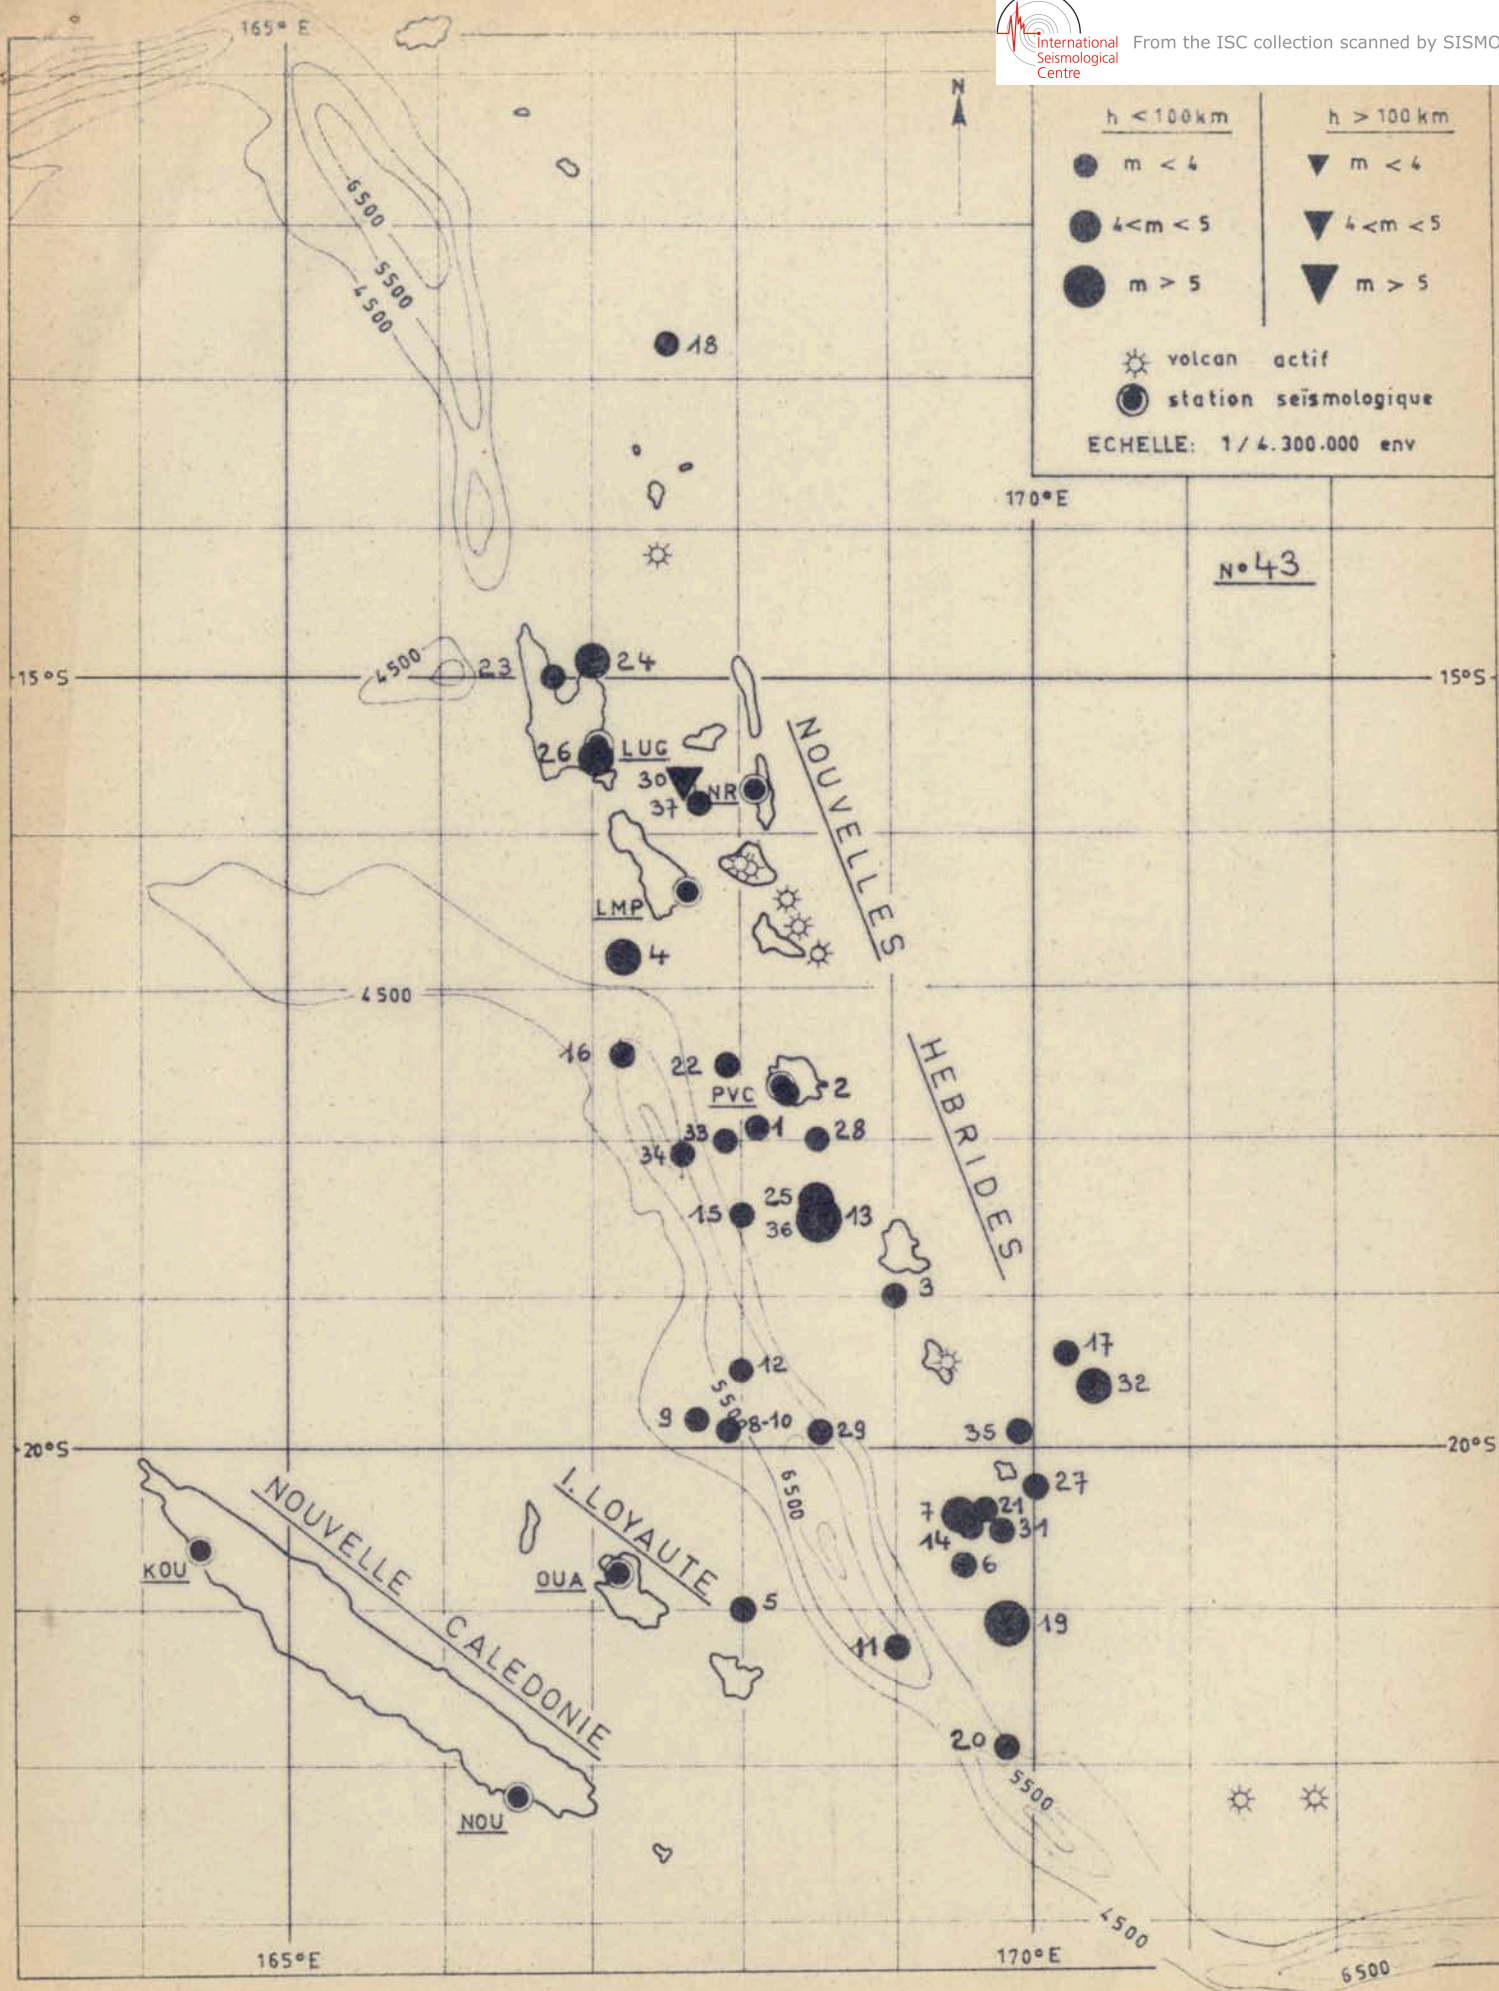 165° E
International
Seismological
Centre
From the ISC collection scanned by SISMO
N
h < 100km
h > 100 km
m < 4
m < 4
4<m < 5
4 <m < 5
m > 5
m > 5
volcan actif
station seïsmologique
ECHELLE: 1 / 4.300.000 env
6500
5500
4500
18
170°E
N° 43
15°S
4500
23
24
15°S
26
LUG
30
37
NR
NOUVELLES
LMP
4
4500
16
22
PVC
2
HEBRIDES
33
1
28
34
25
15
36
13
3
17
12
32
550
9
8-10
29
35
20°S
20°S
6500
27
7
21
14
31
6
NOUVELLE CALEDONIE
I. LOYAUTE
KOU
OUA
5
19
11
20
5500
NOU
4500
165°E
170°E
6500